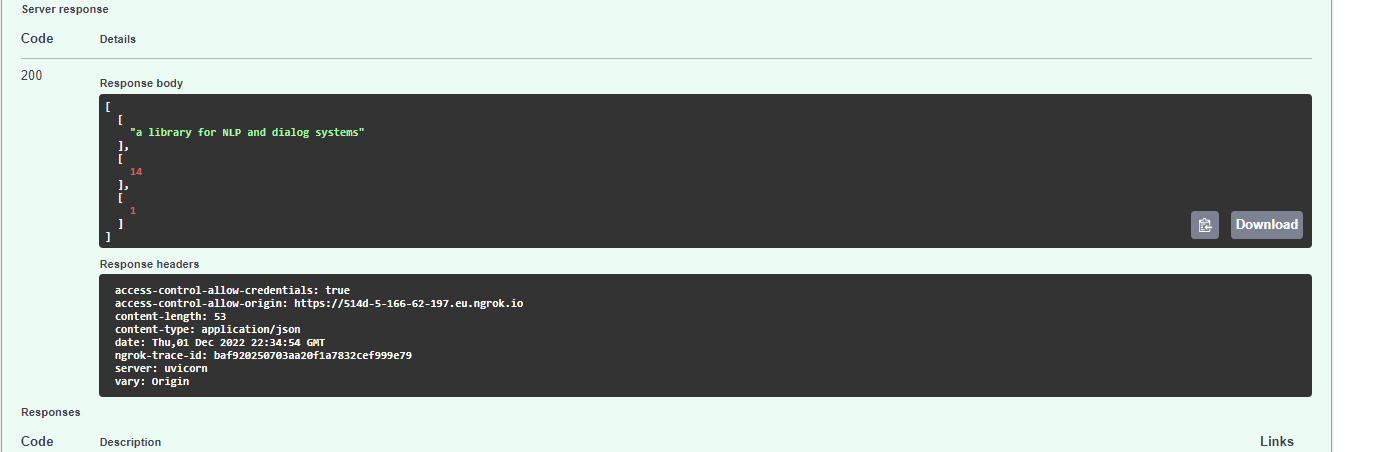 Server response
Code Details
200
Response body
[
[
"a library for NLP and dialog systems"
],
[
14
],
[
1
]
]
Download
Response headers
access-control-allow-credentials: true
access-control-allow-origin: https://514d-5-166-62-197.eu.ngrok.io
content-length: 53
content-type: application/json
date: Thu,01 Dec 2022 22:34:54 GMT
ngrok-trace-id: baf920250703aa20f1a7832cef999e79
server: uvicorn
vary: Origin
Responses
Code Description Links